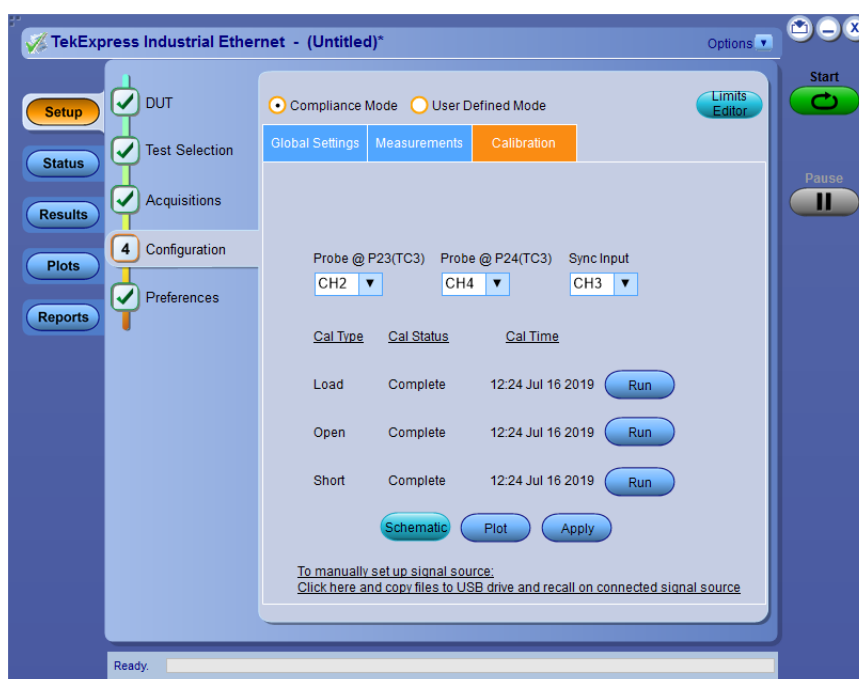 TekExpress Industrial Ethernet - (Untitled)*
Options
Start
Setup
DUT
Compliance Mode
User Defined Mode
Limits Editor
Global Settings
Measurements
Calibration
Status
Test Selection
Pause
Results
Acquisitions
4
Configuration
Plots
Preferences
Reports
Probe @ P23(TC3)
Probe @ P24(TC3)
Sync Input
CH2
CH4
CH3
Cal Type Cal Status Cal Time
Load Complete 12:24 Jul 16 2019 Run
Open Complete 12:24 Jul 16 2019 Run
Short Complete 12:24 Jul 16 2019 Run
Schematic
Plot
Apply
To manually set up signal source:
Click here and copy files to USB drive and recall on connected signal source
Ready.